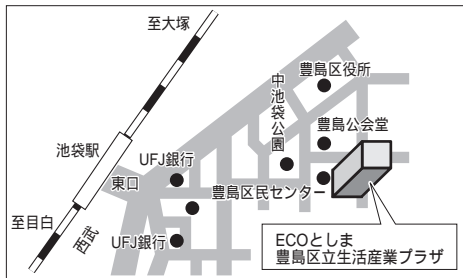 至大塚
豊島区役所
中池袋公園
豊島公会堂
池袋駅
UFJ銀行
東口
豊島区民センター
至目白
西武
UFJ銀行
ECOとしま
豊島区立生活産業プラザ